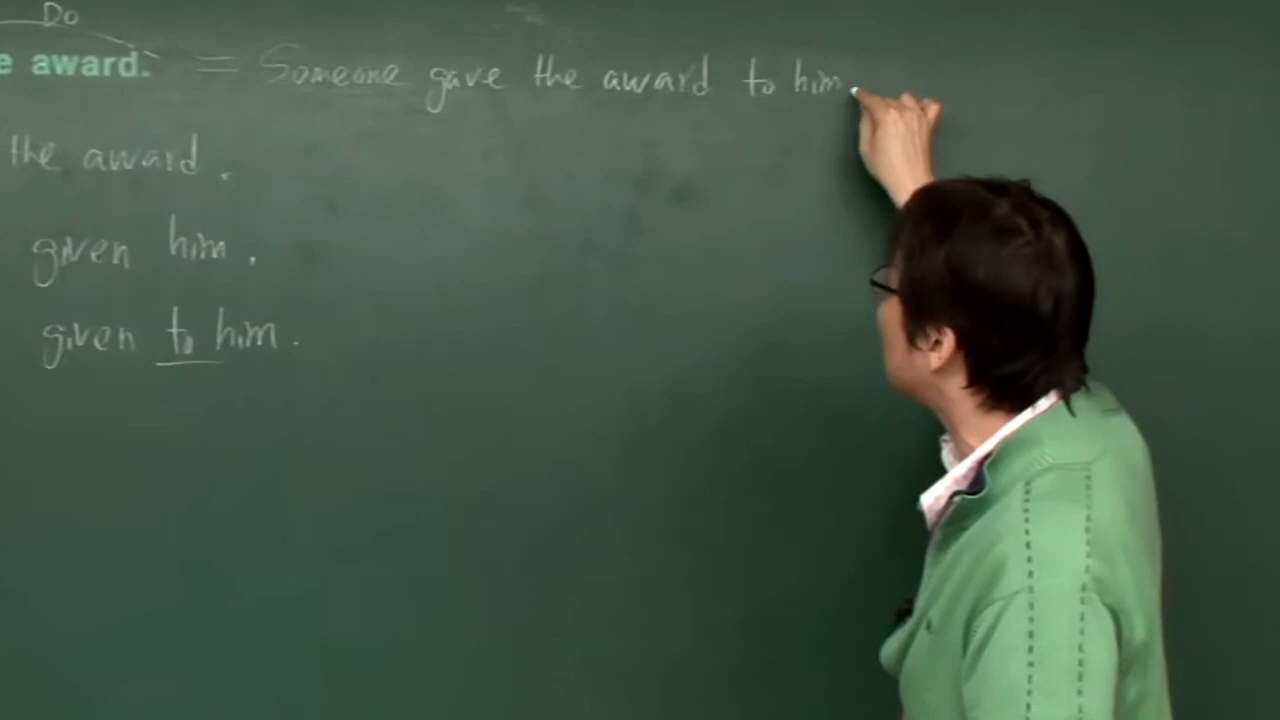 Do
e award. = Someone gave the award to him.
the award.
given him.
given to him.